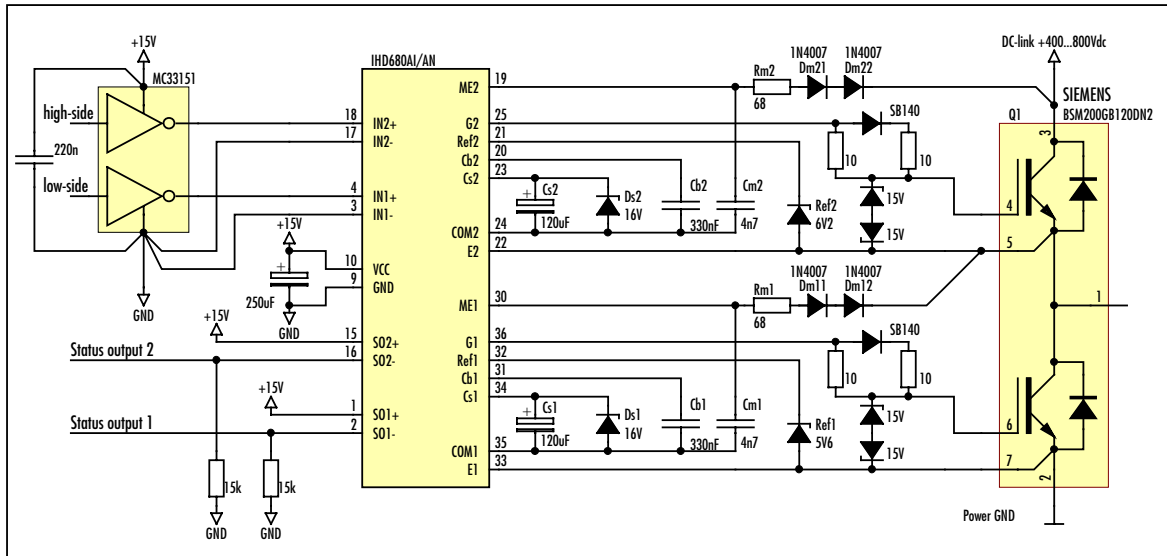 +15V
MC33151
high-side
220n
low-side
GND
18
17
4
3
+15V
+
250uF
GND
10
9
+15V
15
16
Status output 2
+15V
1
2
Status output 1
15k
GND
15k
GND
IHD680AI/AN
IN2+
IN2-
IN1+
IN1-
VCC
GND
SO2+
SO2-
SO1+
SO1-
ME2
G2
Ref2
Cb2
Cs2
COM2
E2
ME1
G1
Ref1
Cb1
Cs1
COM1
E1
19
25
21
20
23
24
22
30
36
32
31
34
35
33
Rm2
68
1N4007
Dm21
1N4007
Dm22
SB140
10
10
+
Cs2
120uF
Ds2
16V
Cb2
330nF
Cm2
4n7
Ref2
6V2
15V
15V
Rm1
68
1N4007
Dm11
1N4007
Dm12
SB140
10
10
+
Cs1
120uF
Ds1
16V
Cb1
330nF
Cm1
4n7
Ref1
5V6
15V
15V
DC-link +400...800Vdc
SIEMENS
BSM200GB120DN2
Q1
3
4
5
1
6
7
2
Power GND